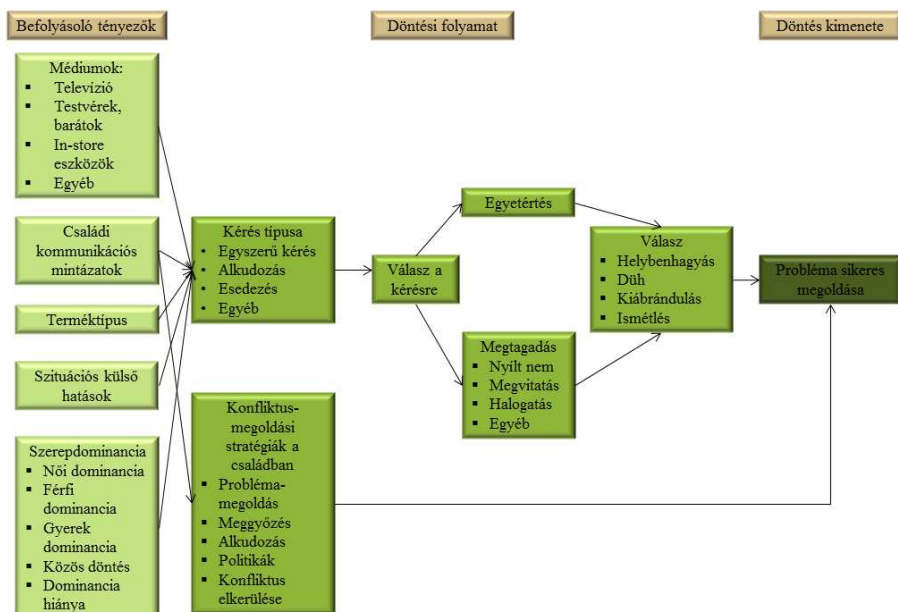 Befolyásoló tényezők
Döntési folyamat
Döntés kimenete
Médiumok:
▪ Televízió
▪ Testvérek,
barátok
▪ In-store
eszközök
▪ Egyéb
Családi
kommunikációs
mintázatok
Terméktípus
Szituációs külső
hatások
Szerepdominancia
▪ Női dominancia
▪ Férfi
dominancia
▪ Gyerek
dominancia
▪ Közös döntés
▪ Dominancia
hiánya
Kérés típusa
• Egyszerű kérés
• Alkudozás
• Esedezés
• Egyéb
Konfliktus-
megoldási
stratégiák a
családban
▪ Probléma-
megoldás
▪ Meggyőzés
▪ Alkudozás
▪ Politikák
▪ Konfliktus
elkerülése
Válasz a
kérésre
Egyetértés
Megtagadás
▪ Nyílt nem
▪ Megvitatás
▪ Halogatás
▪ Egyéb
Válasz
▪ Helybenhagyás
▪ Düh
▪ Kiábrándulás
▪ Ismétlés
Probléma sikeres
megoldása